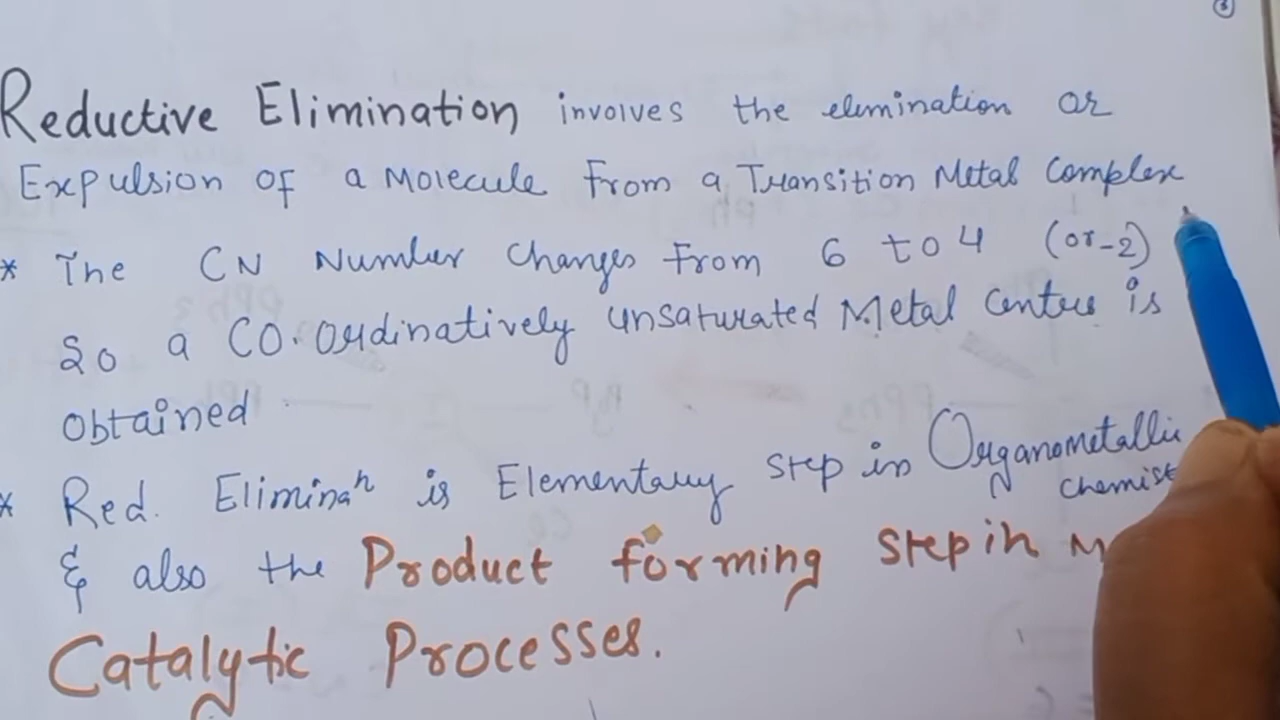 Reductive Elimination involves the elemination or
Expulsion of a Molecule From a Transition Metal Complex
* The CN Number Changes From 6 to 4 (or -2)
So a CO.ordinatively unsaturated Metal Centre is
Obtained
* Red. Eliminaⁿ is Elementary step in Organometallic
Chemist
& also the Product forming step in M
Catalytic Processes.